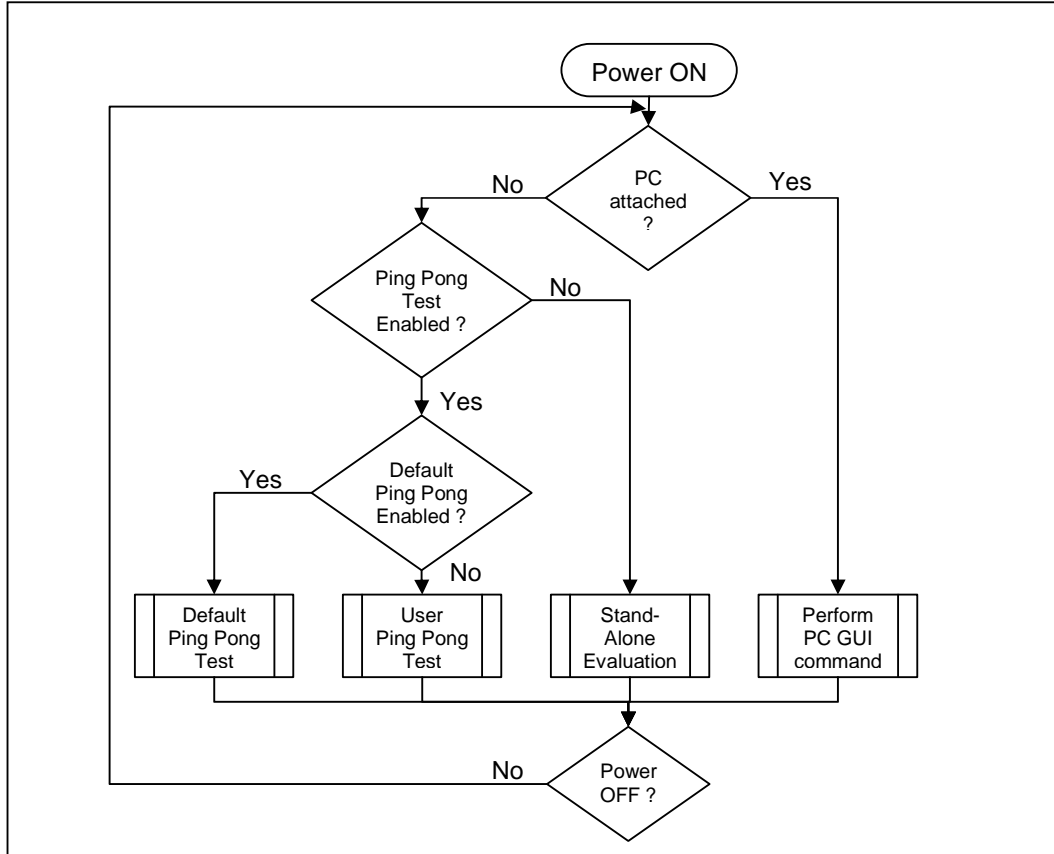 Power ON
PC
attached
?
No
Yes
Ping Pong
Test
Enabled ?
No
Yes
Default
Ping Pong
Enabled ?
Yes
No
Default
Ping Pong
Test
User
Ping Pong
Test
Stand-
Alone
Evaluation
Perform
PC GUI
command
Power
OFF ?
No